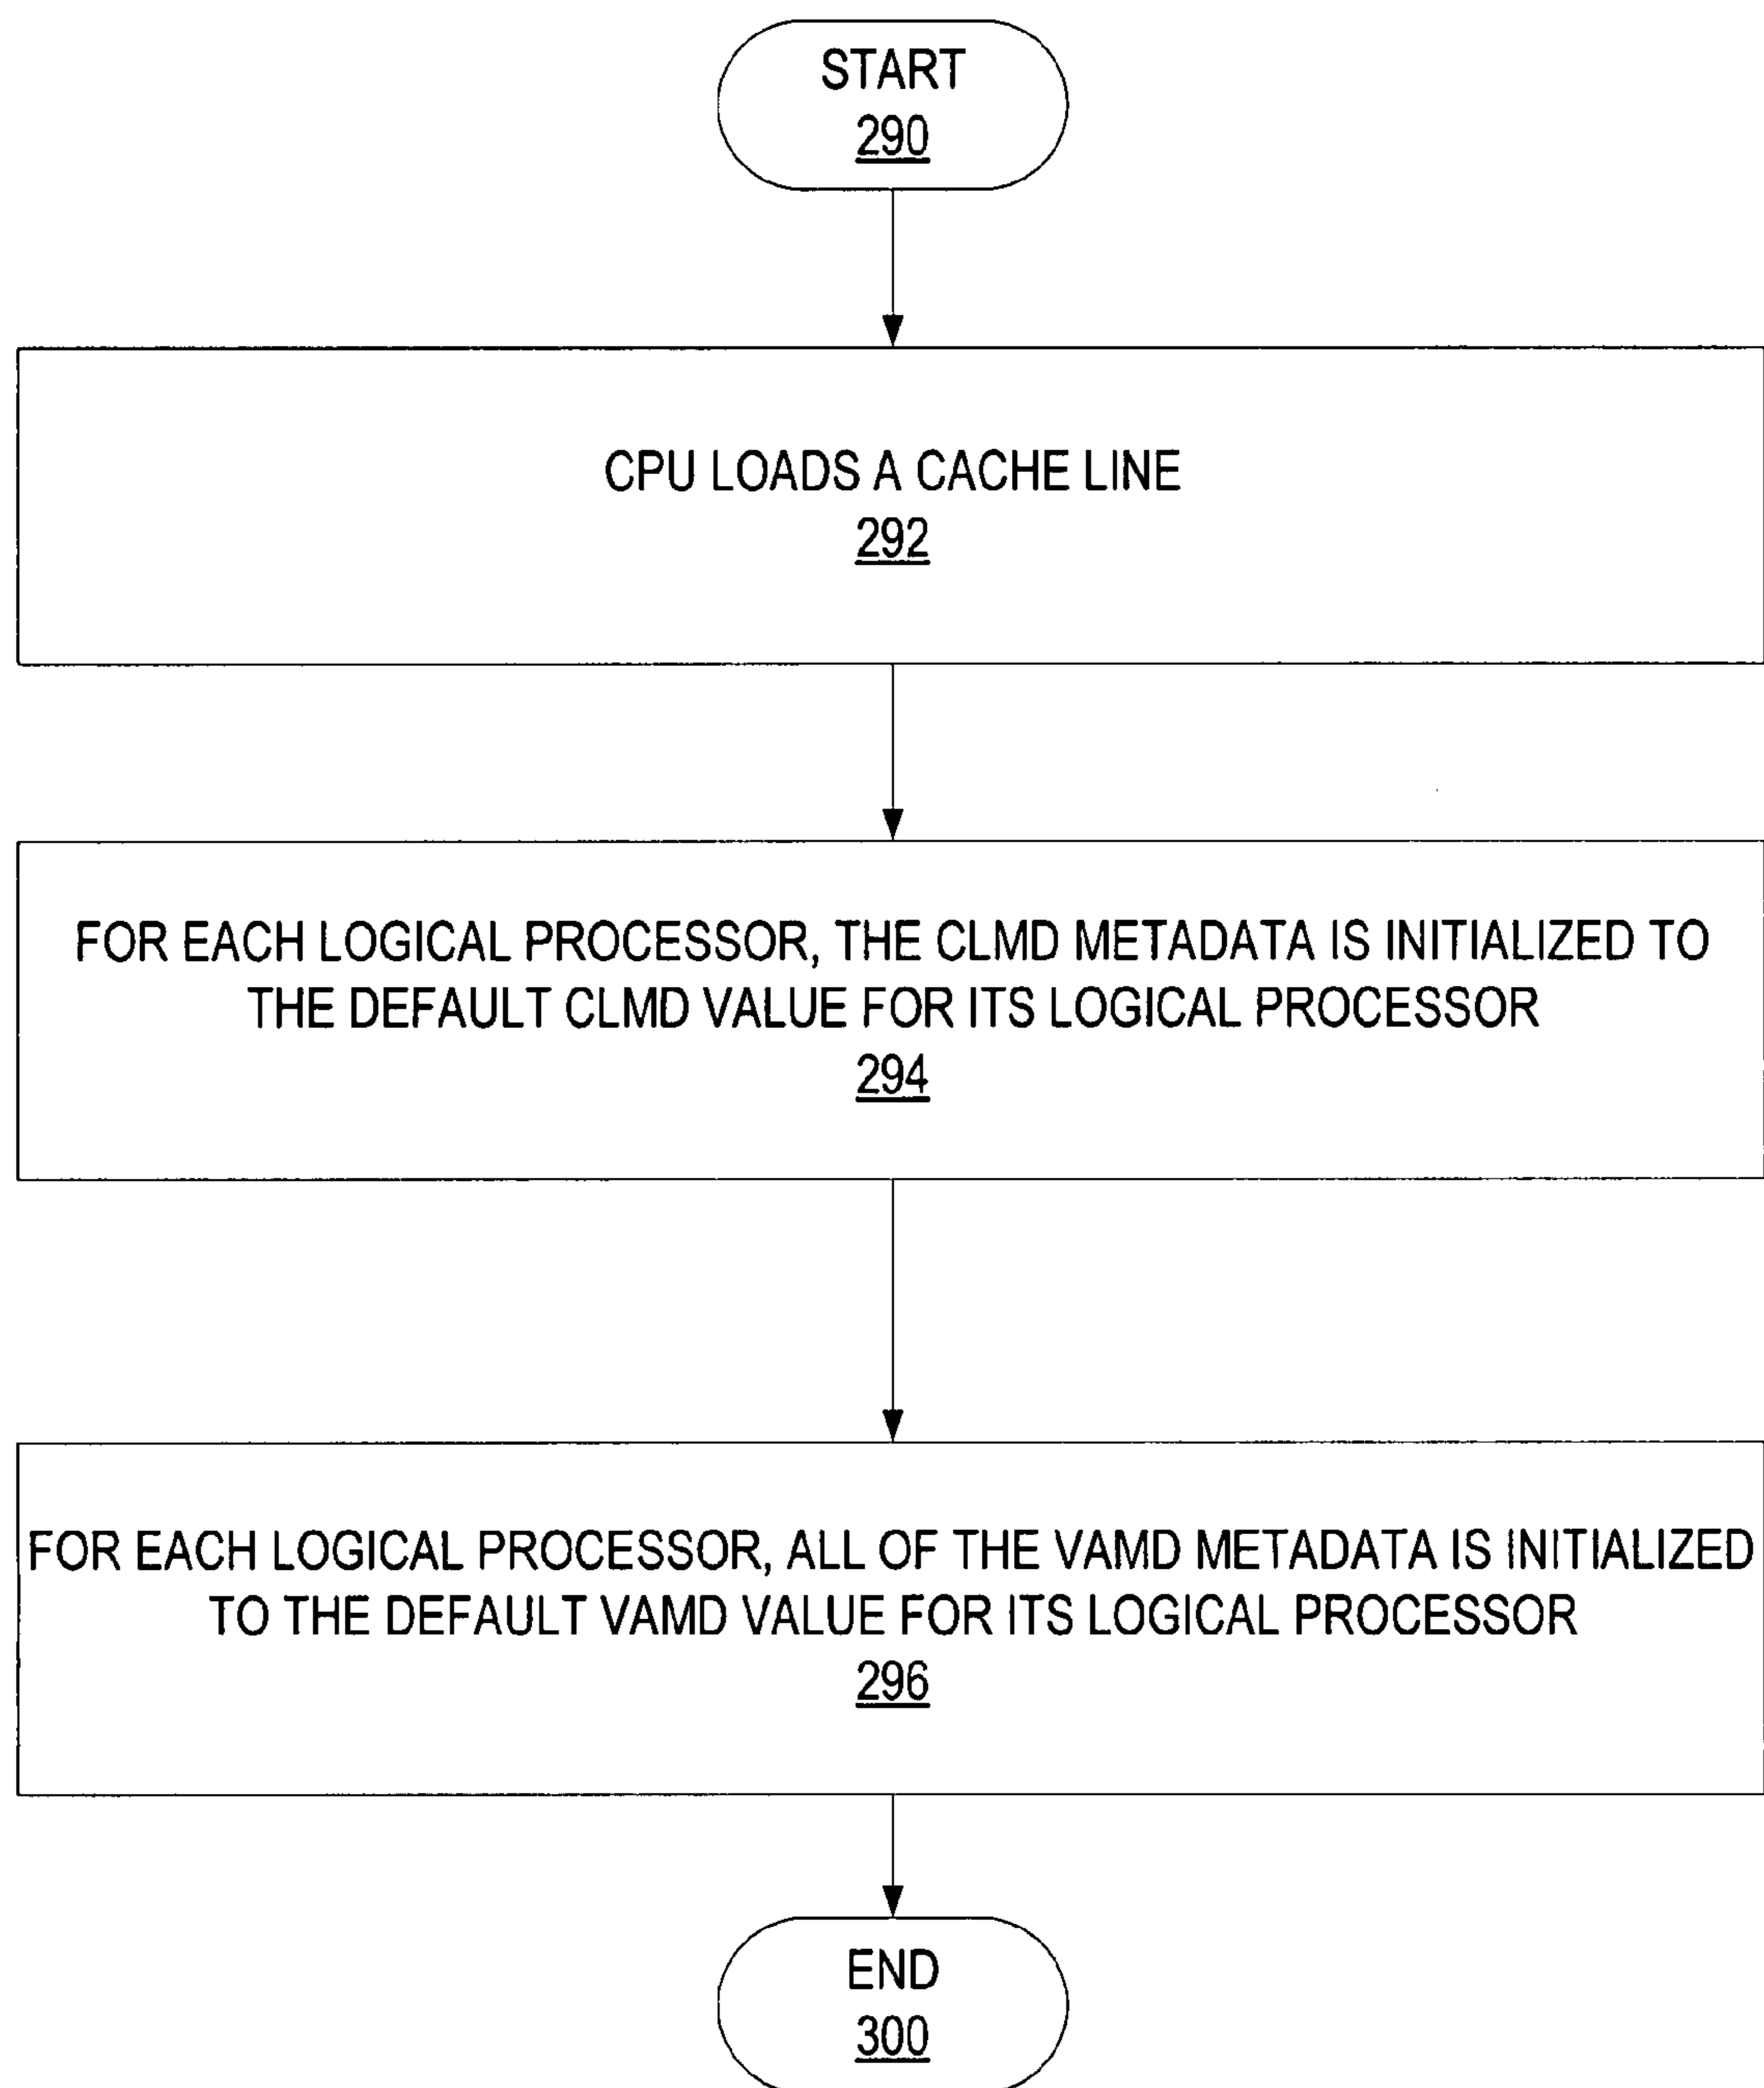 START
290
CPU LOADS A CACHE LINE
292
FOR EACH LOGICAL PROCESSOR, THE CLMD METADATA IS INITIALIZED TO
THE DEFAULT CLMD VALUE FOR ITS LOGICAL PROCESSOR
294
FOR EACH LOGICAL PROCESSOR, ALL OF THE VAMD METADATA IS INITIALIZED
TO THE DEFAULT VAMD VALUE FOR ITS LOGICAL PROCESSOR
296
END
300